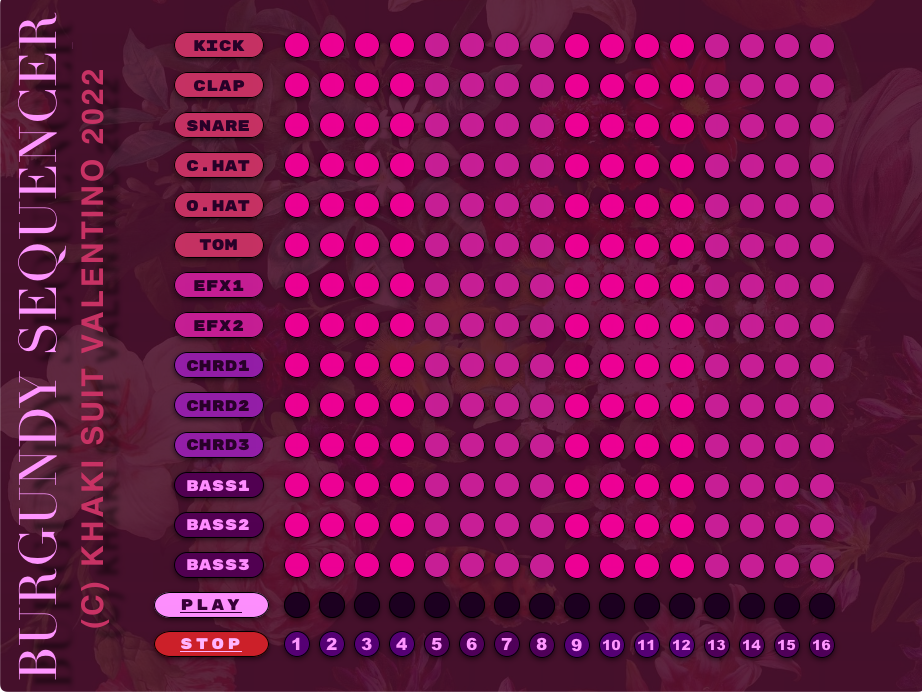 BURGUNDY SEQUENCER
(C) KHAKI SUIT VALENTINO 2022
KICK
CLAP
SNARE
C.HAT
O.HAT
TOM
EFX1
EFX2
CHRD1
CHRD2
CHRD3
BASS1
BASS2
BASS3
PLAY
STOP 1 2 3 4 5 6 7 8 9 10 11 12 13 14 15 16